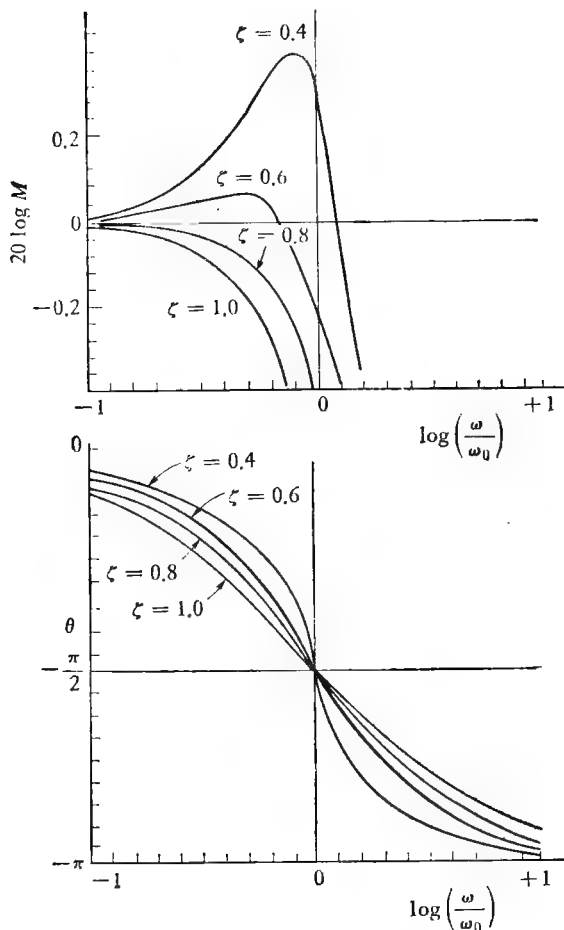 ζ = 0.4
0.2
ζ = 0.6
20 log M
0
ζ = 0.8
−0.2
ζ = 1.0
−1
0
+1
log(ω/ω₀)
0
ζ = 0.4
ζ = 0.6
ζ = 0.8
ζ = 1.0
θ
−π/2
−π
−1
0
+1
log(ω/ω₀)